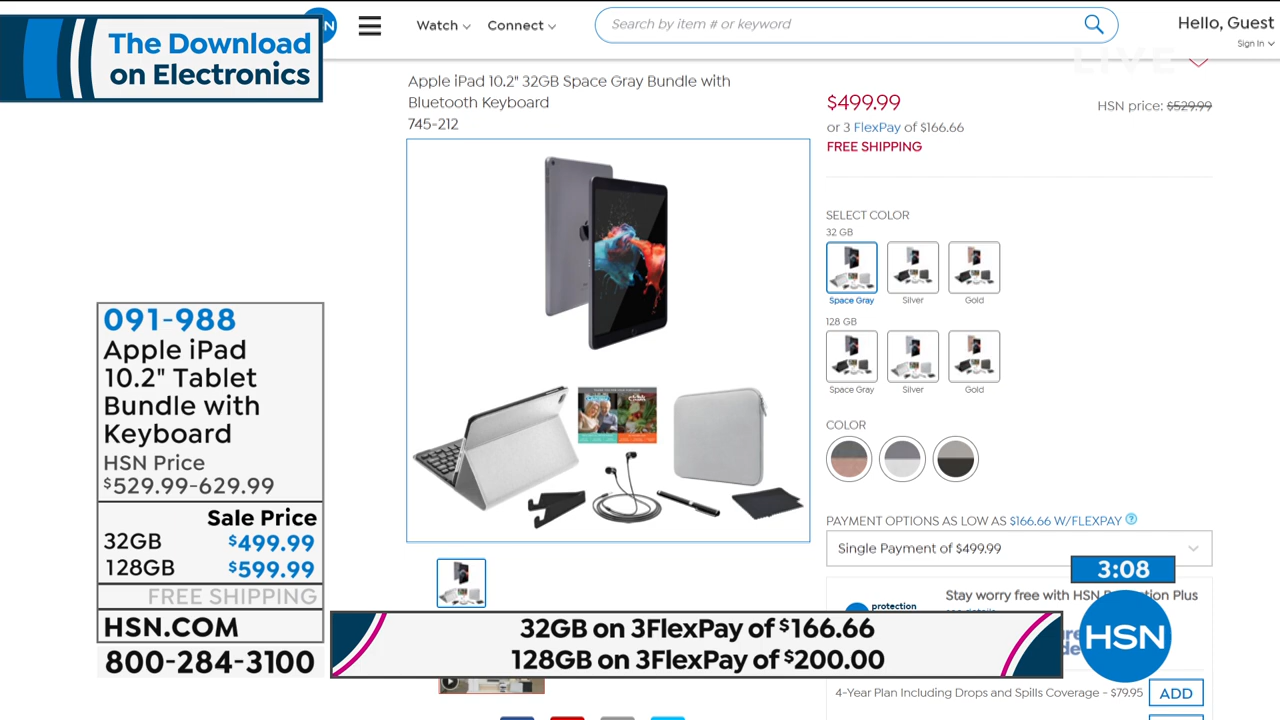 The Download
on Electronics
Watch
Connect
Search by item # or keyword
Hello, Guest
Sign In
LIVE
Apple iPad 10.2" 32GB Space Gray Bundle with
Bluetooth Keyboard
745-212
$499.99
HSN price: $529.99
or 3 FlexPay of $166.66
FREE SHIPPING
SELECT COLOR
32 GB
Space Gray
Silver
Gold
128 GB
Space Gray
Silver
Gold
COLOR
PAYMENT OPTIONS AS LOW AS $166.66 W/FLEXPAY ?
Single Payment of $499.99
091-988
Apple iPad
10.2" Tablet
Bundle with
Keyboard
HSN Price
$529.99-629.99
Sale Price
32GB $499.99
128GB $599.99
FREE SHIPPING
HSN.COM
800-284-3100
3:08
Stay worry free with HSN Plus
protection
32GB on 3FlexPay of $166.66
128GB on 3FlexPay of $200.00
HSN
4-Year Plan Including Drops and Spills Coverage - $79.95
ADD